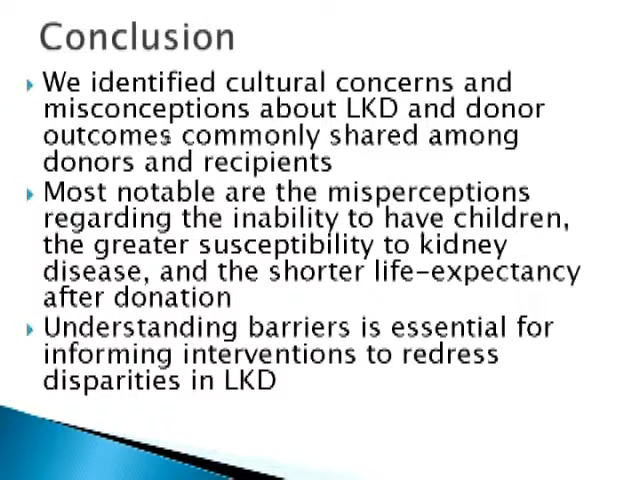 Conclusion
We identified cultural concerns and
misconceptions about LKD and donor
outcomes commonly shared among
donors and recipients
Most notable are the misperceptions
regarding the inability to have children,
the greater susceptibility to kidney
disease, and the shorter life-expectancy
after donation
Understanding barriers is essential for
informing interventions to redress
disparities in LKD